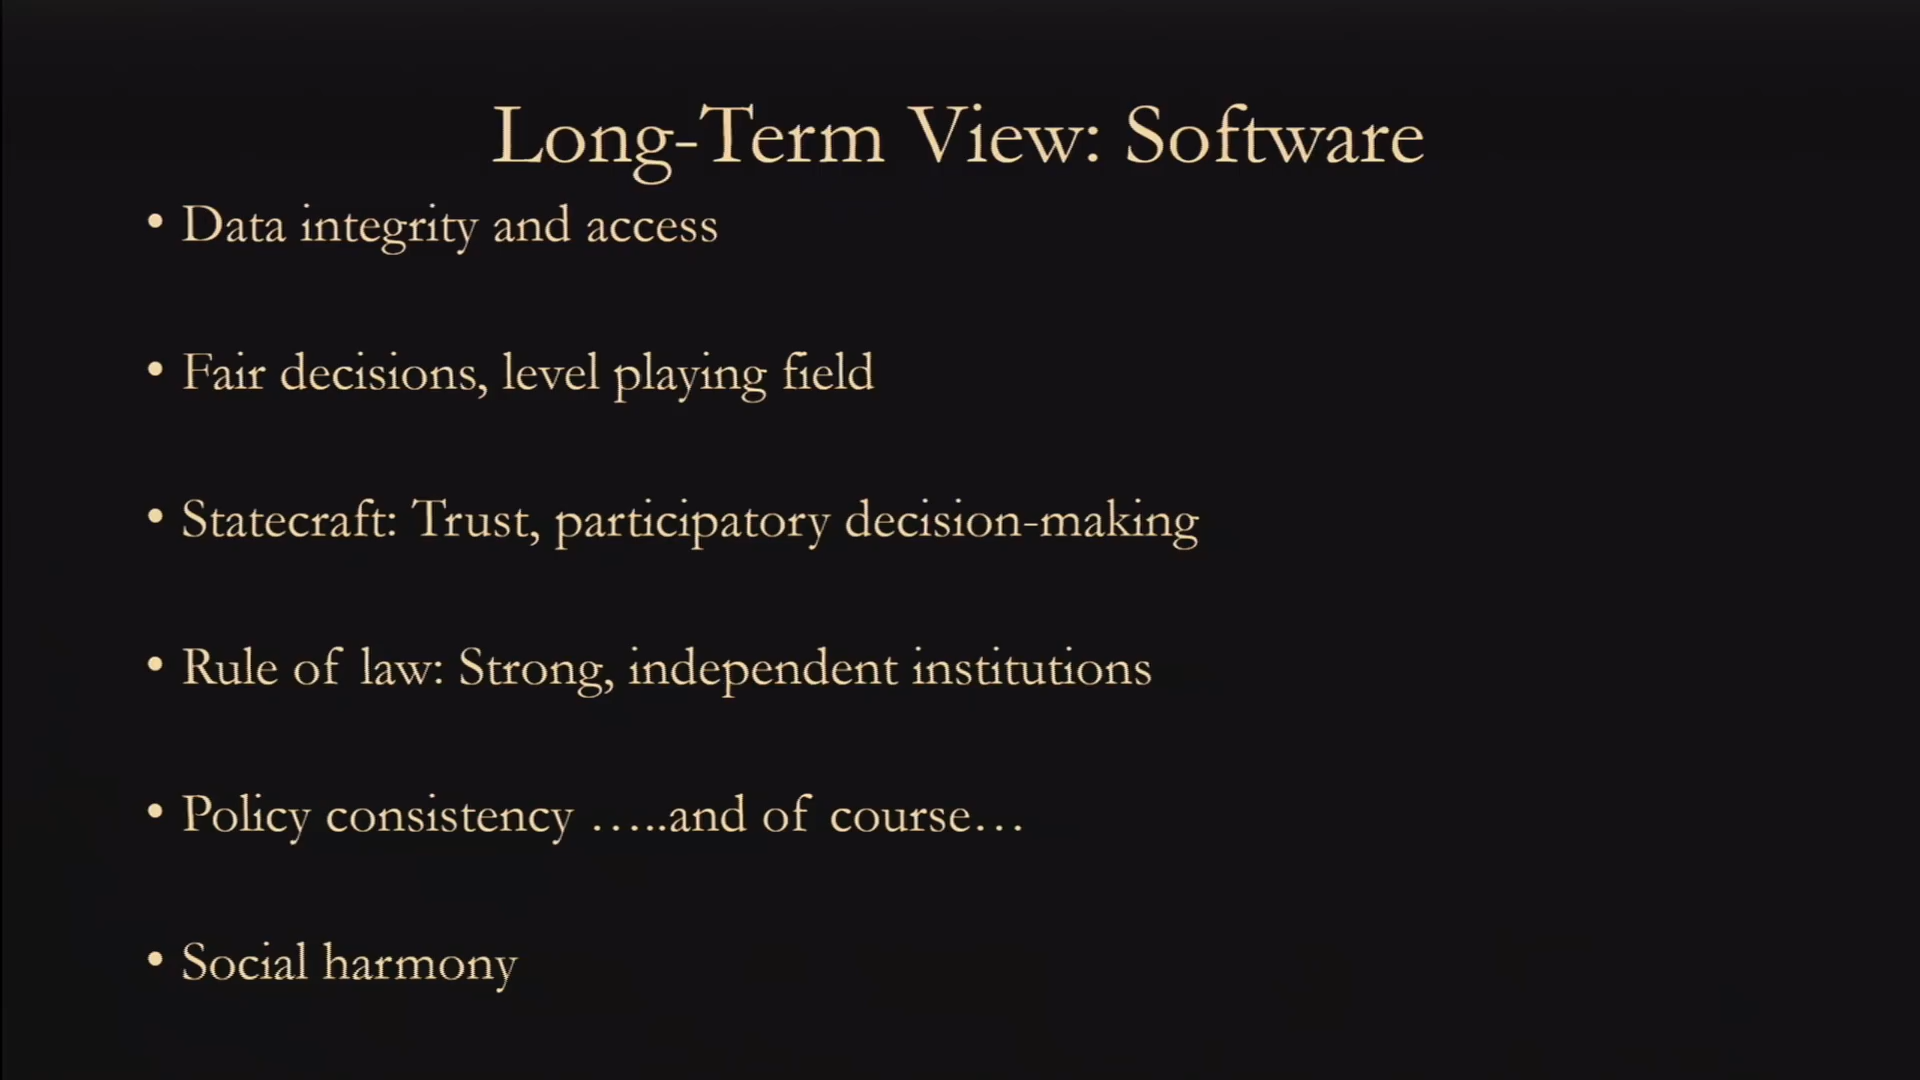 Long-Term View: Software
• Data integrity and access
• Fair decisions, level playing field
• Statecraft: Trust, participatory decision-making
• Rule of law: Strong, independent institutions
• Policy consistency …..and of course…
• Social harmony